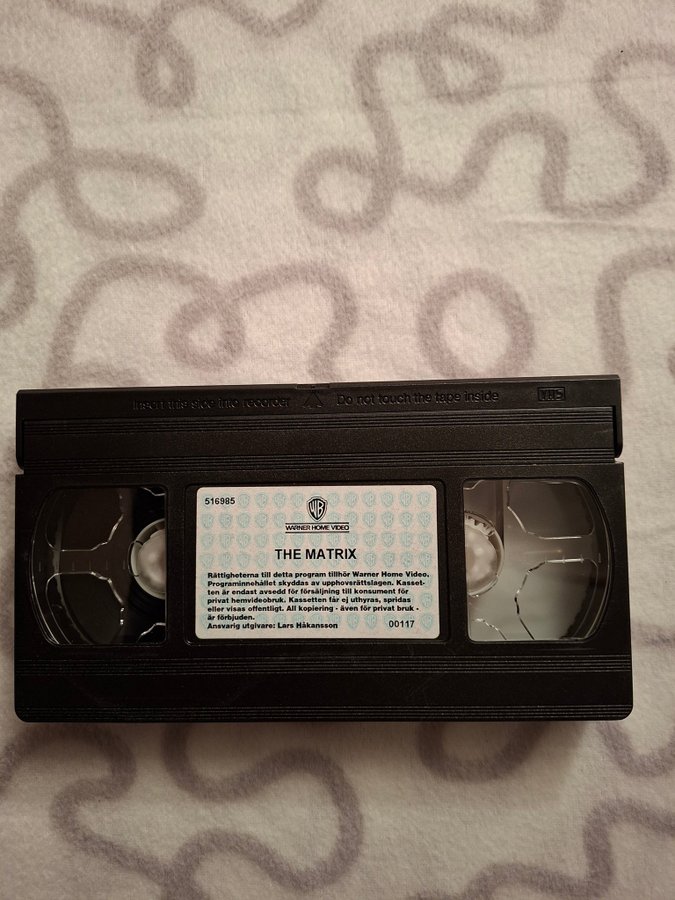 Insert this side into recorder Do not touch the tape inside VHS
516985
WB
WARNER HOME VIDEO
THE MATRIX
Rättigheterna till detta program tillhör Warner Home Video.
Programinnehållet skyddas av upphovsrättslagen. Kasset-
ten är endast avsedd för försäljning till konsument för
privat hemvideobruk. Kassetten får ej uthyras, spridas
eller visas offentligt. All kopiering - även för privat bruk -
är förbjuden.
Ansvarig utgivare: Lars Håkansson 00117